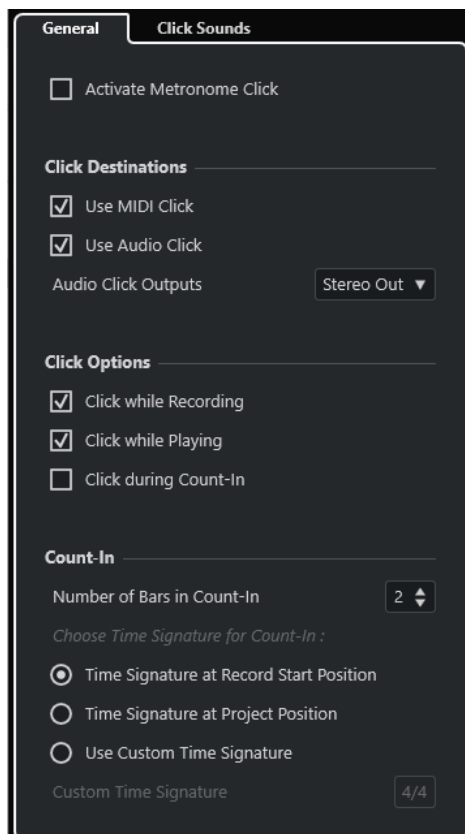 General Click Sounds
Activate Metronome Click
Click Destinations
Use MIDI Click
Use Audio Click
Audio Click Outputs Stereo Out
Click Options
Click while Recording
Click while Playing
Click during Count-In
Count-In
Number of Bars in Count-In 2
Choose Time Signature for Count-In :
Time Signature at Record Start Position
Time Signature at Project Position
Use Custom Time Signature
Custom Time Signature 4/4